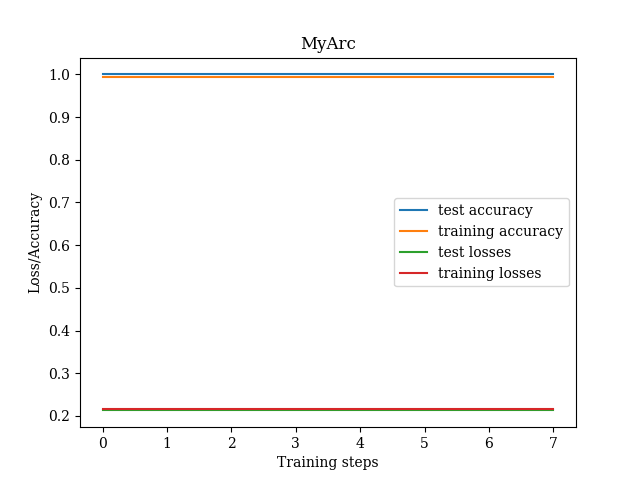 MyArc
Loss/Accuracy
1.0
0.9
0.8
0.7
0.6
0.5
0.4
0.3
0.2
test accuracy
training accuracy
test losses
training losses
0 1 2 3 4 5 6 7
Training steps